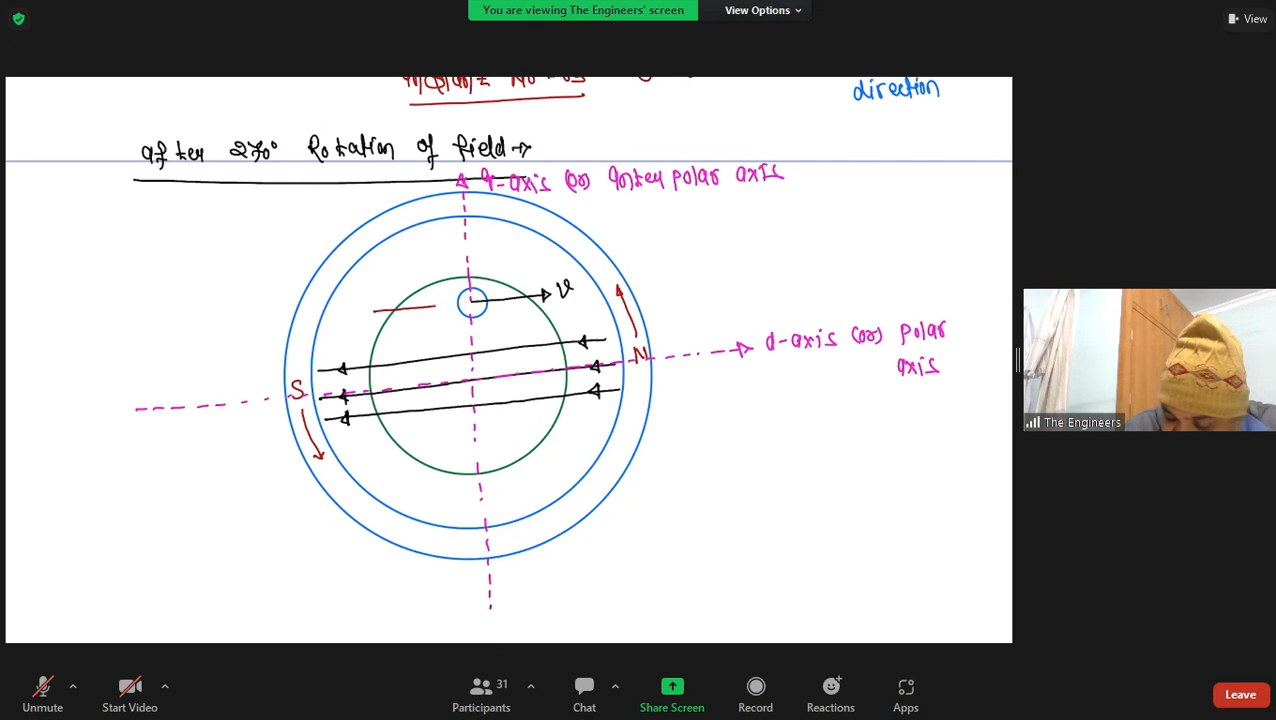 You are viewing The Engineers' screen
View Options
View
direction
after 270° Rotation of field →
q-axis (or) Inter polar axis
v
N
d-axis (or) polar
axis
S
The Engineers
31
Unmute
Start Video
Participants
Chat
Share Screen
Record
Reactions
Apps
Leave